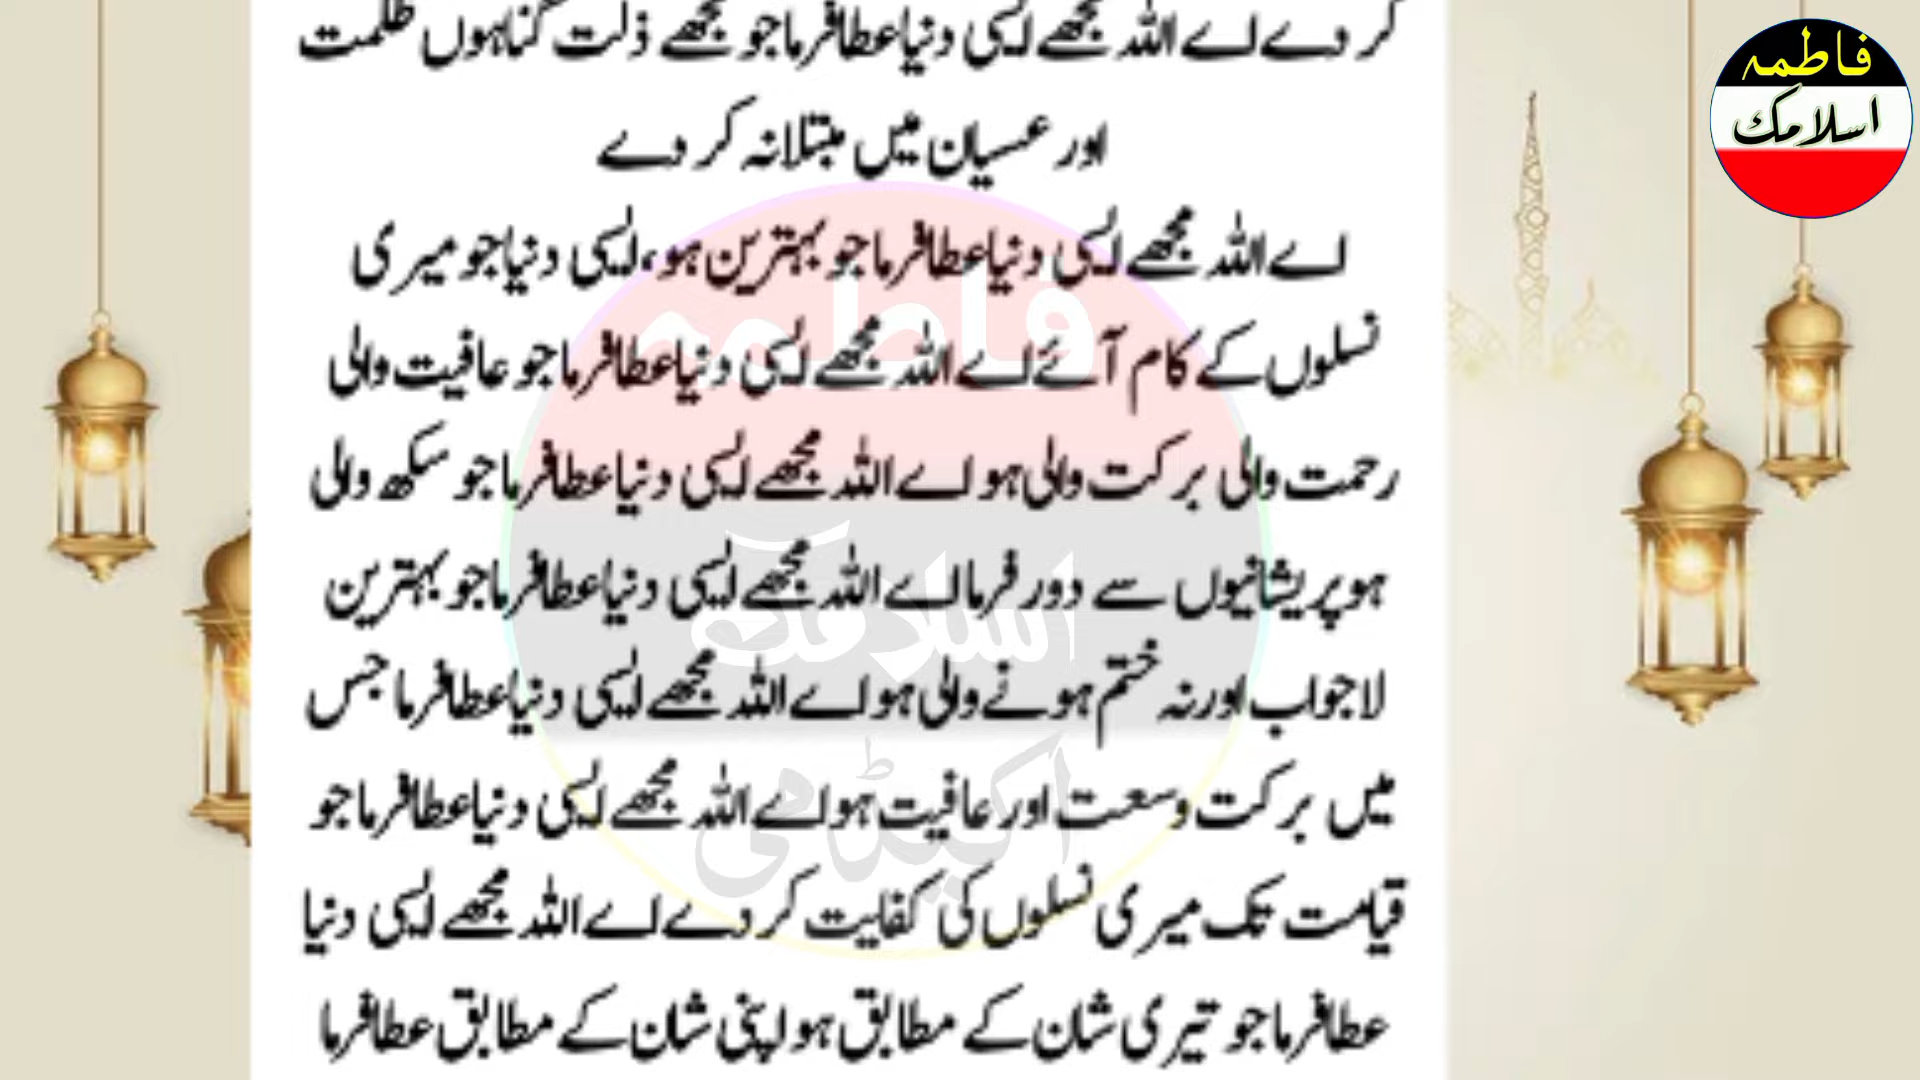 کر دے اے اللہ مجھے ایسی دنیا عطا فرما جو مجھے ذلت گناہوں ظلمت
اور عسیان میں مبتلا نہ کر دے
اے اللہ مجھے ایسی دنیا عطا فرما جو بہترین ہو، ایسی دنیا جو میری
نسلوں کے کام آئے اے اللہ مجھے ایسی دنیا عطا فرما جو عافیت والی
رحمت والی برکت والی ہو اے اللہ مجھے ایسی دنیا عطا فرما جو سکھ والی
ہو پریشانیوں سے دور فرما اے اللہ مجھے ایسی دنیا عطا فرما جو بہترین
لاجواب اور نہ ختم ہونے والی ہو اے اللہ مجھے ایسی دنیا عطا فرما جس
میں برکت وسعت اور عافیت ہو اے اللہ مجھے ایسی دنیا عطا فرما جو
قیامت تک میری نسلوں کی کفایت کر دے اے اللہ مجھے ایسی دنیا
عطا فرما جو تیری شان کے مطابق ہو اپنی شان کے مطابق عطا فرما
فاطمہ
اسلامک
فاطمہ
اسلامک
اکیڈمی